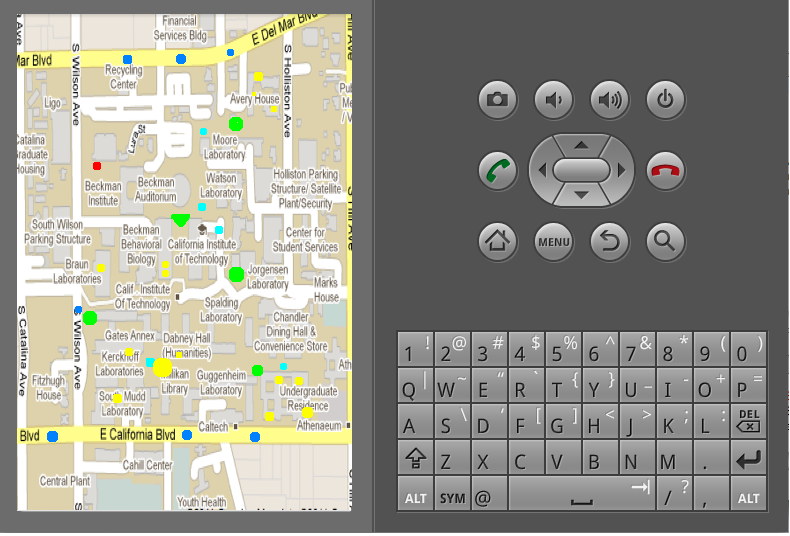 Financial
Services Bldg
E Del Mar Blvd
Mar Blvd
S Wilson Ave
Recycling
Center
S Holliston Ave
Avery House
Ligo
Moore
Laboratory
Beckman
Institute
Beckman
Auditorium
Watson
Laboratory
Holliston Parking
Structure/ Satellite
Plant/Security
South Wilson
Parking Structure
Beckman
Behavioral
Biology
California Institute
of Technology
Center for
Student Services
Braun
Laboratories
Jorgensen
Laboratory
Calif. Institute
Of Technology
Marks
House
Spalding
Laboratory
S Catalina Ave
S Wilson Ave
Gates Annex
Dabney Hall
(Humanities)
Chandler
Dining Hall &
Convenience Store
Kerckhoff
Laboratories
Library
Guggenheim
Laboratory
Fitzhugh
House
South Mudd
Laboratory
Undergraduate
Residence
Caltech
Athenaeum
Blvd
E California Blvd
Cahill Center
Central Plant
Youth Health
MENU
1 ! 2 @ 3 # 4 $ 5 % 6 ^ 7 & 8 * 9 ( 0 )
Q | W ~ E " R ` T { Y } U _ I - O + P =
A S \ D ' F [ G ] H < J > K ; L : DEL
Z X C V B N M .
ALT SYM @ / ? , ALT